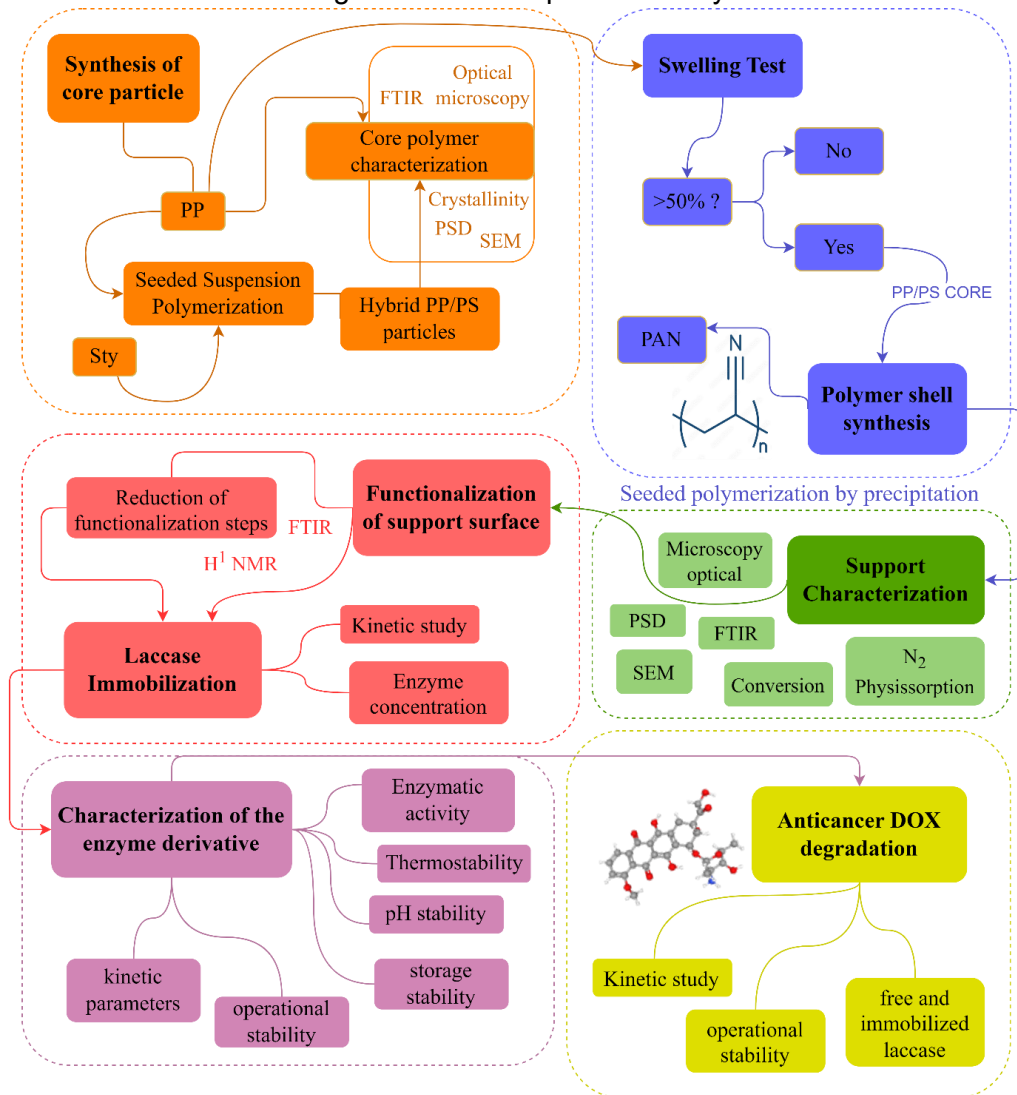 Synthesis of
core particle
Optical
FTIR microscopy
Core polymer
characterization
Crystallinity
PSD
SEM
PP
Seeded Suspension
Polymerization
Hybrid PP/PS
particles
Sty
Swelling Test
>50% ?
No
Yes
PP/PS CORE
PAN
N
n
Polymer shell
synthesis
Seeded polymerization by precipitation
Reduction of
functionalization steps
FTIR
H¹ NMR
Functionalization
of support surface
Laccase
Immobilization
Kinetic study
Enzyme
concentration
Microscopy
optical
Support
Characterization
PSD
FTIR
SEM
Conversion
N₂
Physissorption
Characterization of the
enzyme derivative
Enzymatic
activity
Thermostability
pH stability
storage
stability
kinetic
parameters
operational
stability
Anticancer DOX
degradation
Kinetic study
operational
stability
free and
immobilized
laccase